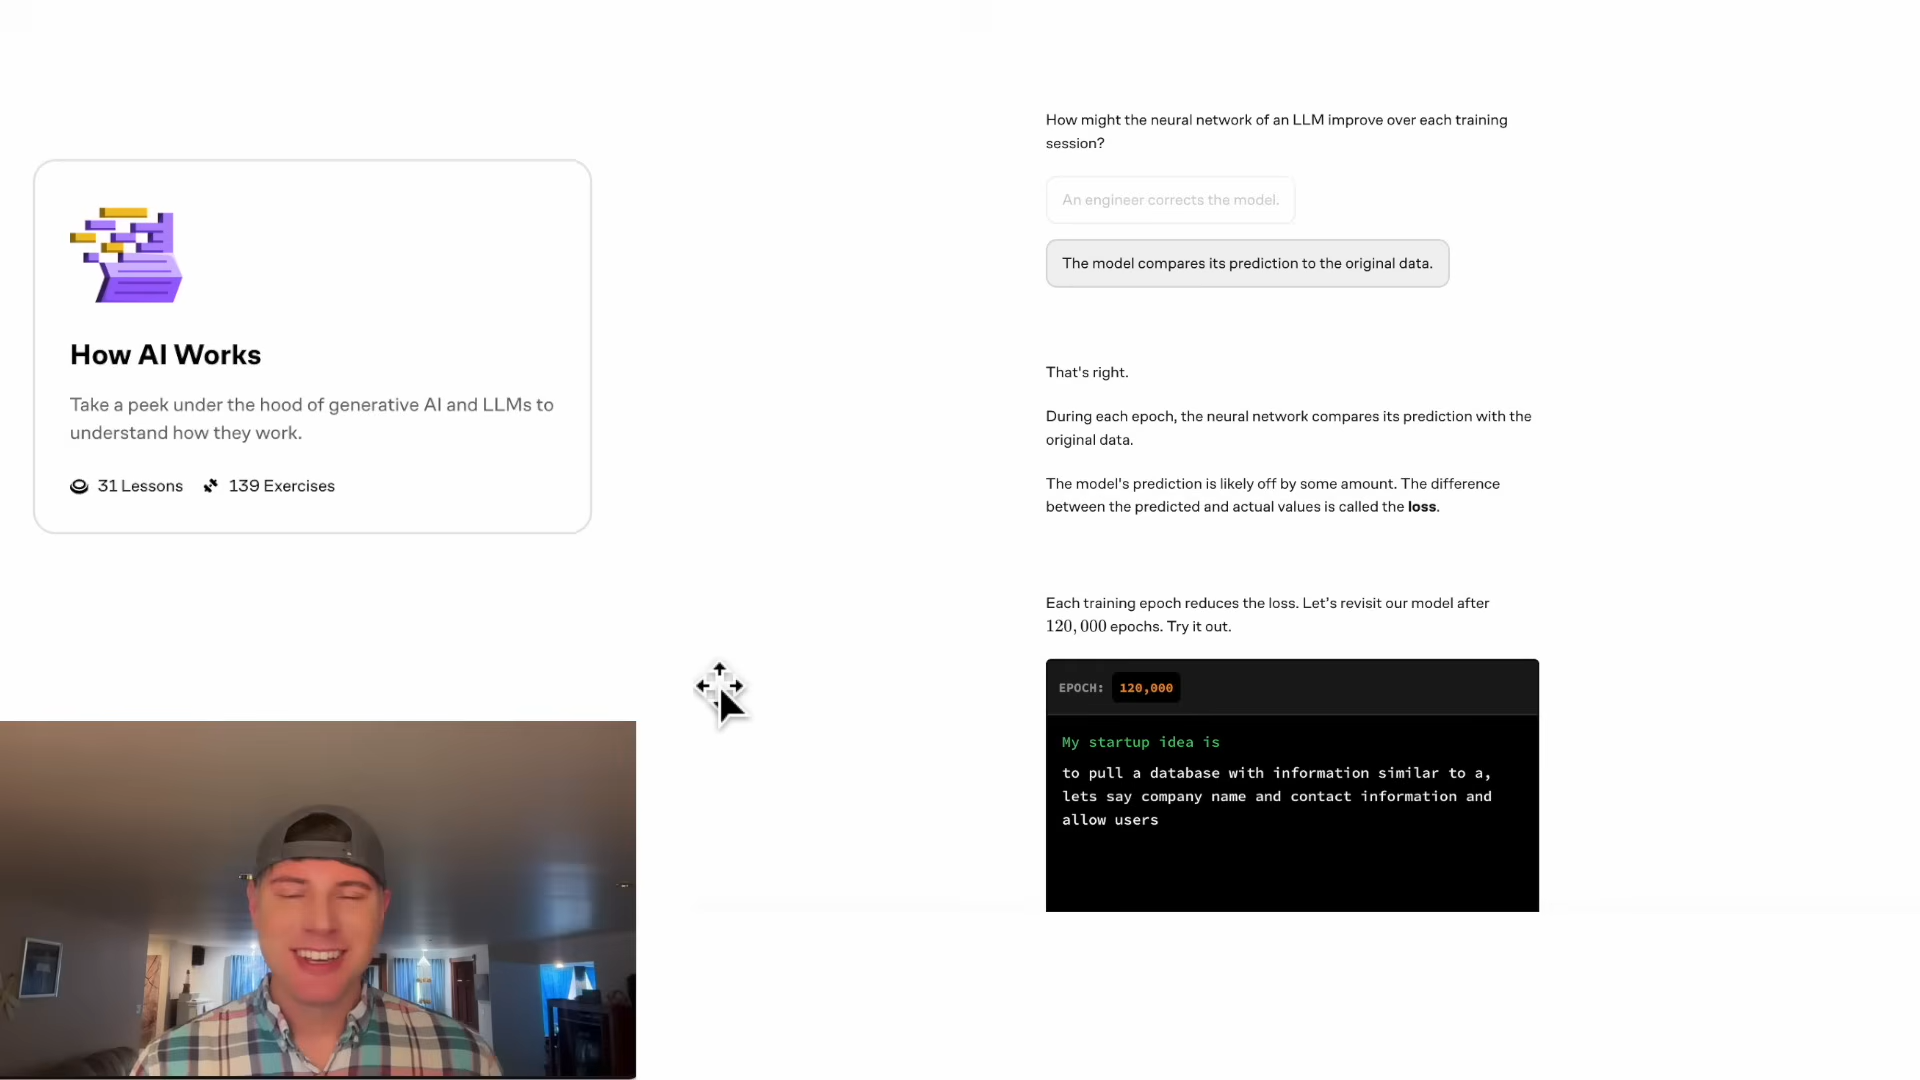 How AI Works
Take a peek under the hood of generative AI and LLMs to
understand how they work.
31 Lessons 139 Exercises
How might the neural network of an LLM improve over each training
session?
An engineer corrects the model.
The model compares its prediction to the original data.
That's right.
During each epoch, the neural network compares its prediction with the
original data.
The model's prediction is likely off by some amount. The difference
between the predicted and actual values is called the loss.
Each training epoch reduces the loss. Let's revisit our model after
120,000 epochs. Try it out.
EPOCH: 120,000
My startup idea is
to pull a database with information similar to a,
lets say company name and contact information and
allow users